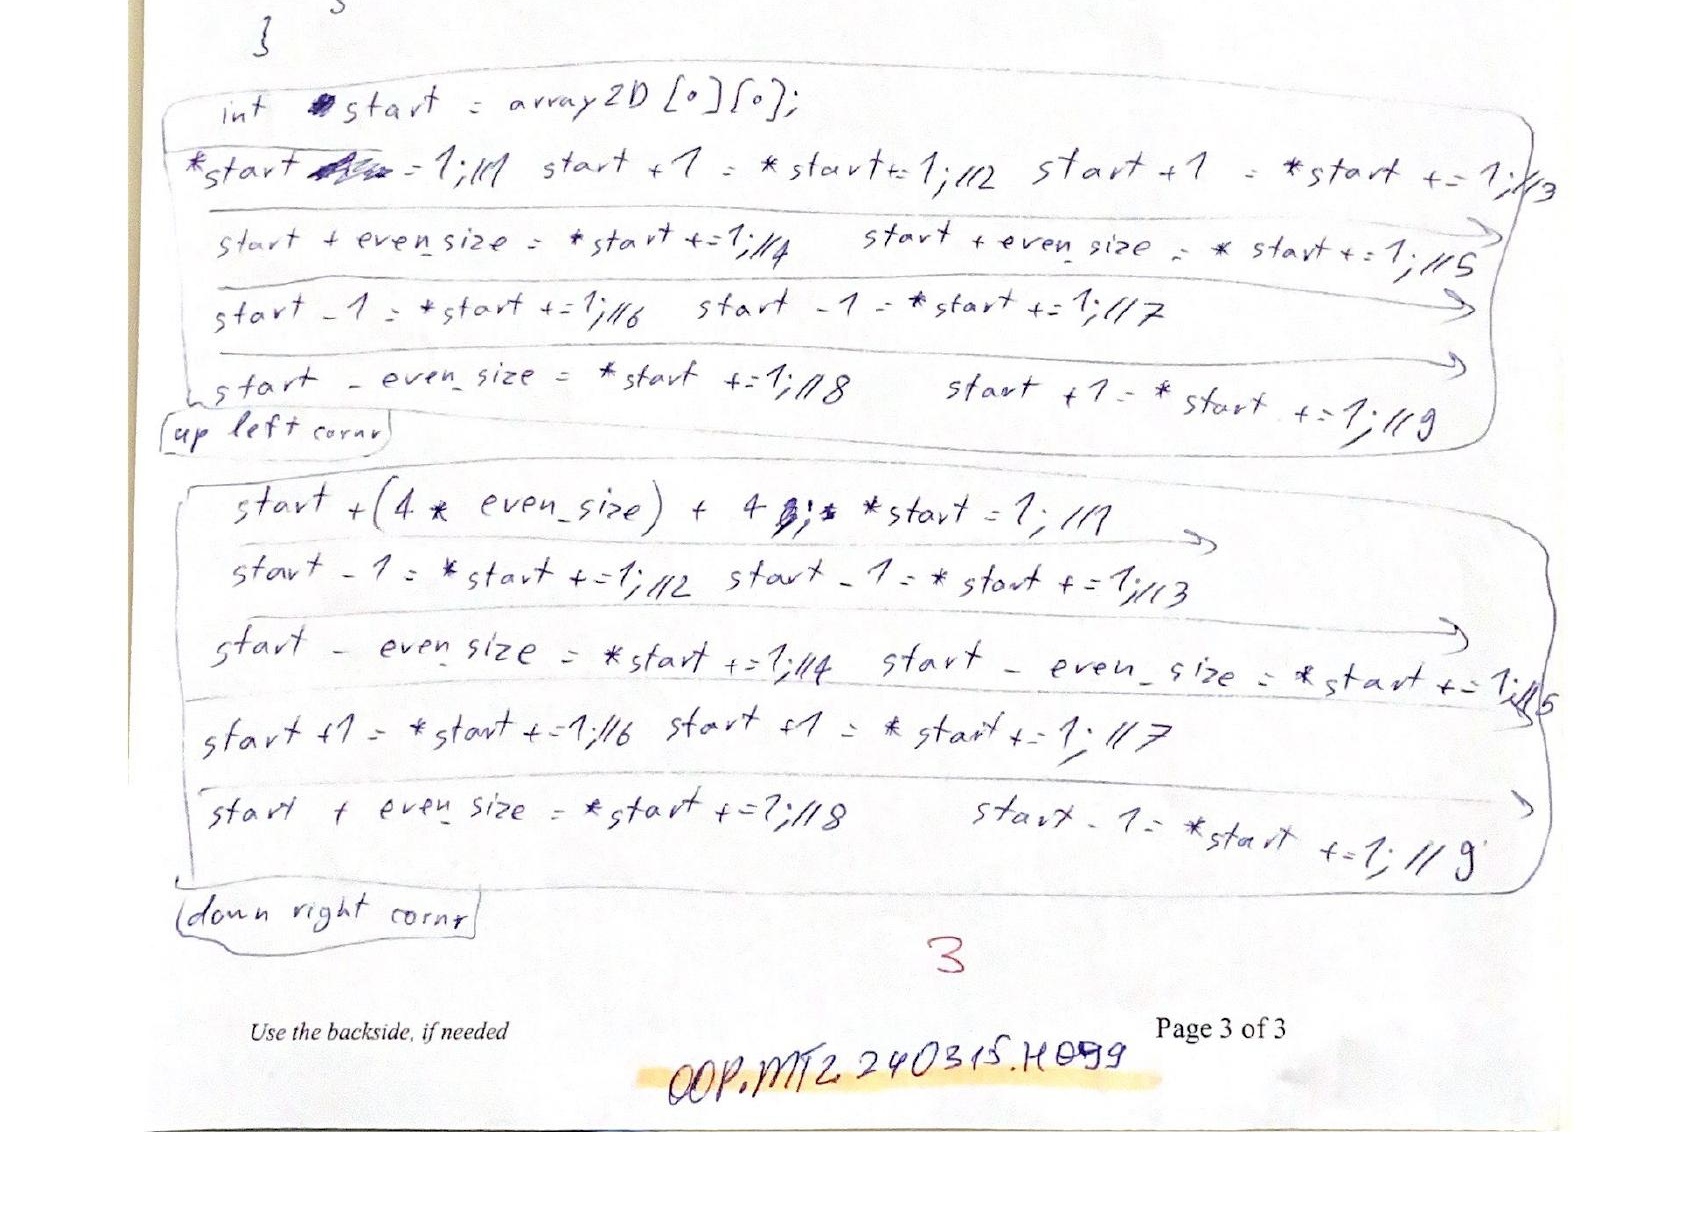 }
int start = array2D[0][0];
*start = 1; //1 start +1 = *start+=1; //2 start +1 = *start +=1; //3
start + even_size = *start +=1; //4 start + even_size = *start +=1; //5
start -1 = *start +=1; //6 start -1 = *start +=1; //7
start - even_size = *start +=1; //8 start +1 = *start +=1; //9
up left cornr
start +(4* even_size) + 4 *start =1; //1
start -1 = *start +=1; //2 start -1 = *start +=1; //3
start - even_size = *start +=1; //4 start - even_size = *start +=1; //5
start +1 = *start +=1; //6 start +1 = *start +=1; //7
start + even_size = *start +=1; //8 start -1 = *start +=1; //9
down right cornr
3
Use the backside, if needed
Page 3 of 3
OOP.MT2.240315.H099